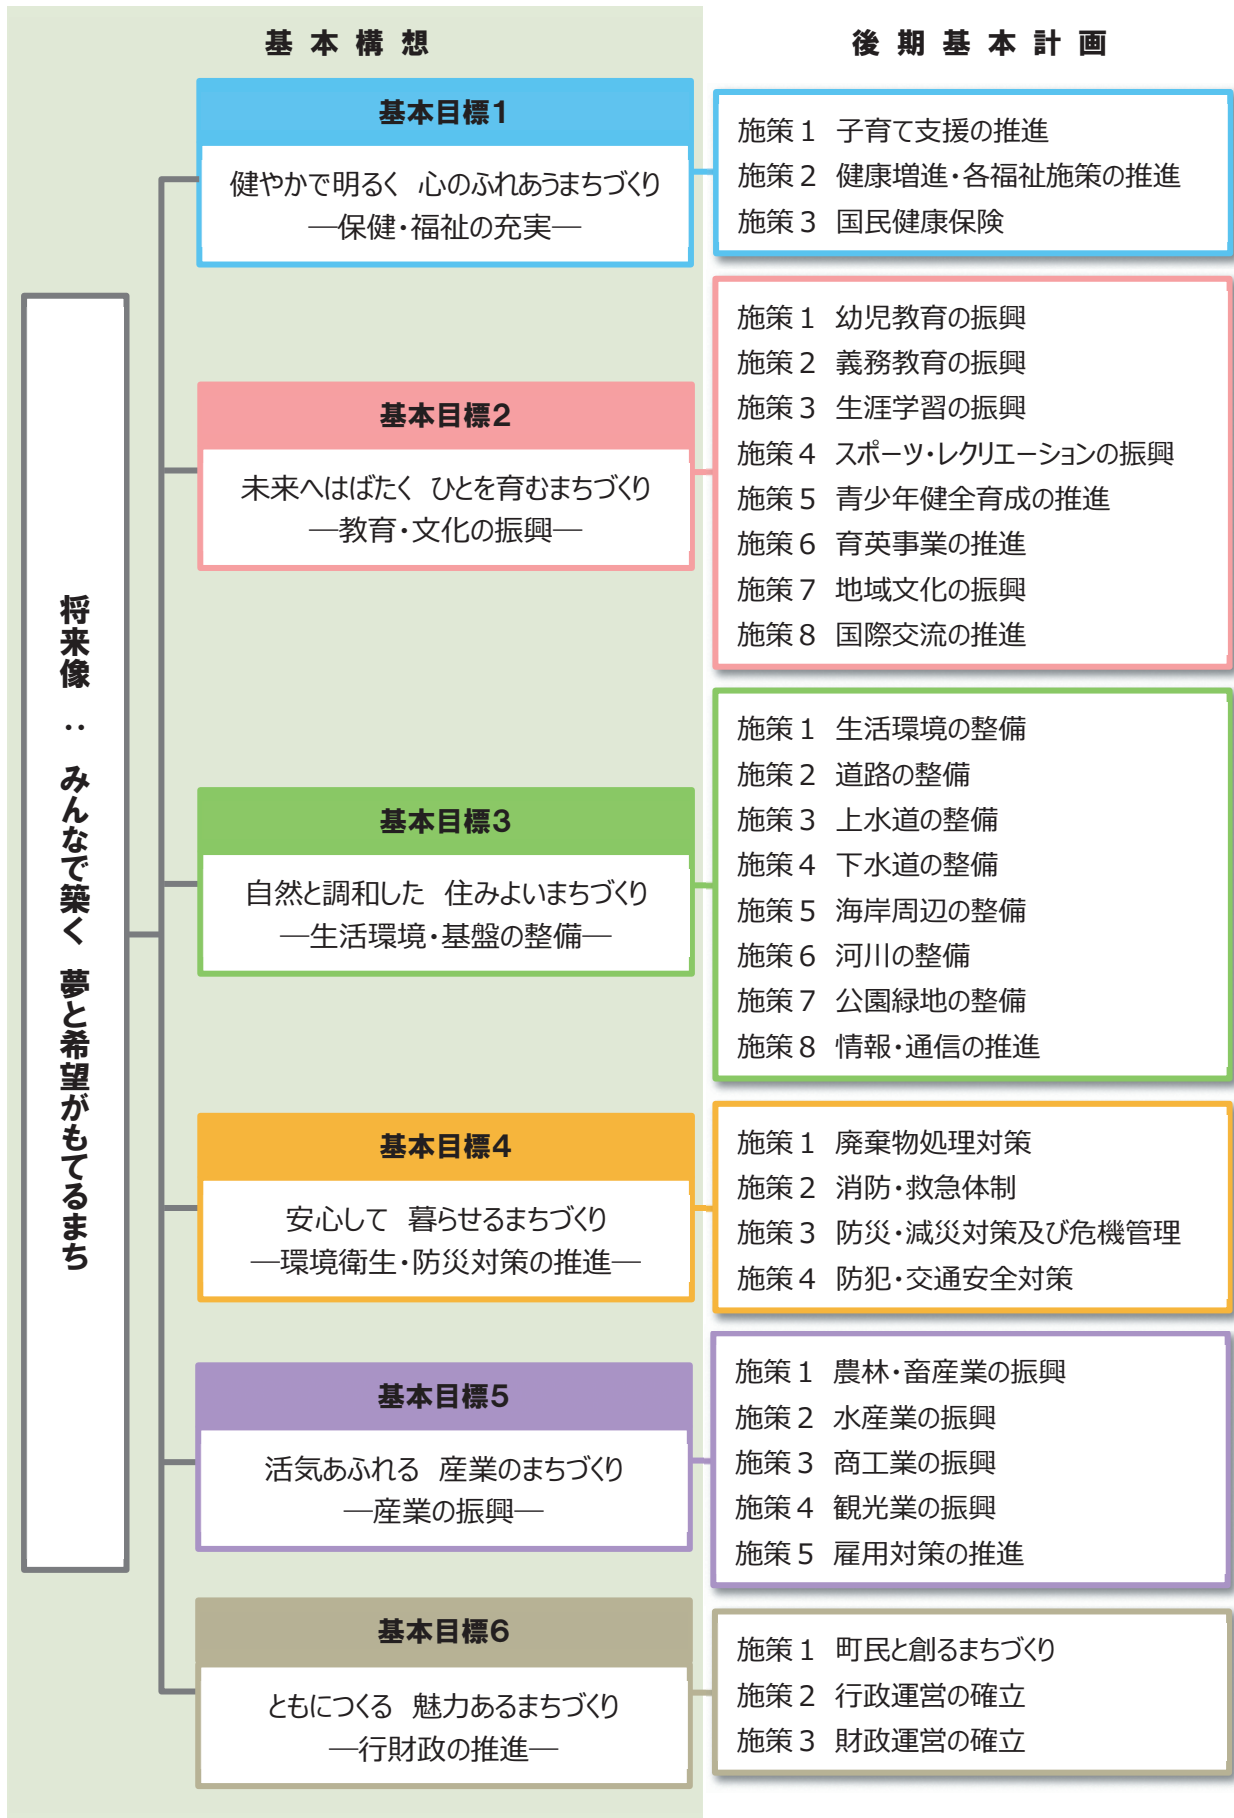 基本構想
後期基本計画
将来像：みんなで築く 夢と希望がもてるまち
基本目標1
健やかで明るく 心のふれあうまちづくり
―保健・福祉の充実―
施策1 子育て支援の推進
施策2 健康増進・各福祉施策の推進
施策3 国民健康保険
基本目標2
未来へはばたく ひとを育むまちづくり
―教育・文化の振興―
施策1 幼児教育の振興
施策2 義務教育の振興
施策3 生涯学習の振興
施策4 スポーツ・レクリエーションの振興
施策5 青少年健全育成の推進
施策6 育英事業の推進
施策7 地域文化の振興
施策8 国際交流の推進
基本目標3
自然と調和した 住みよいまちづくり
―生活環境・基盤の整備―
施策1 生活環境の整備
施策2 道路の整備
施策3 上水道の整備
施策4 下水道の整備
施策5 海岸周辺の整備
施策6 河川の整備
施策7 公園緑地の整備
施策8 情報・通信の推進
基本目標4
安心して 暮らせるまちづくり
―環境衛生・防災対策の推進―
施策1 廃棄物処理対策
施策2 消防・救急体制
施策3 防災・減災対策及び危機管理
施策4 防犯・交通安全対策
基本目標5
活気あふれる 産業のまちづくり
―産業の振興―
施策1 農林・畜産業の振興
施策2 水産業の振興
施策3 商工業の振興
施策4 観光業の振興
施策5 雇用対策の推進
基本目標6
ともにつくる 魅力あるまちづくり
―行財政の推進―
施策1 町民と創るまちづくり
施策2 行政運営の確立
施策3 財政運営の確立